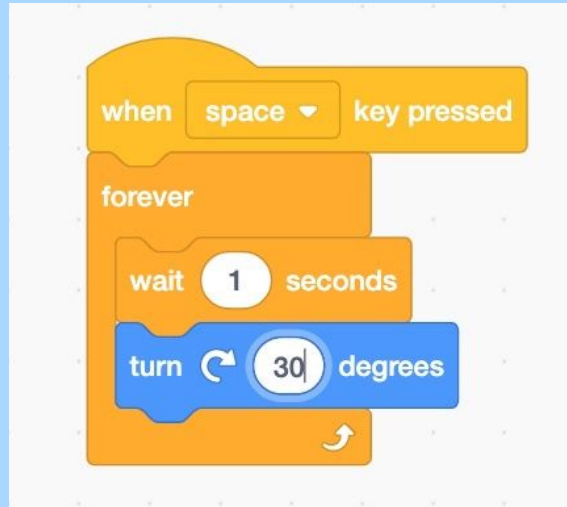 when space key pressed
forever
wait 1 seconds
turn 30 degrees